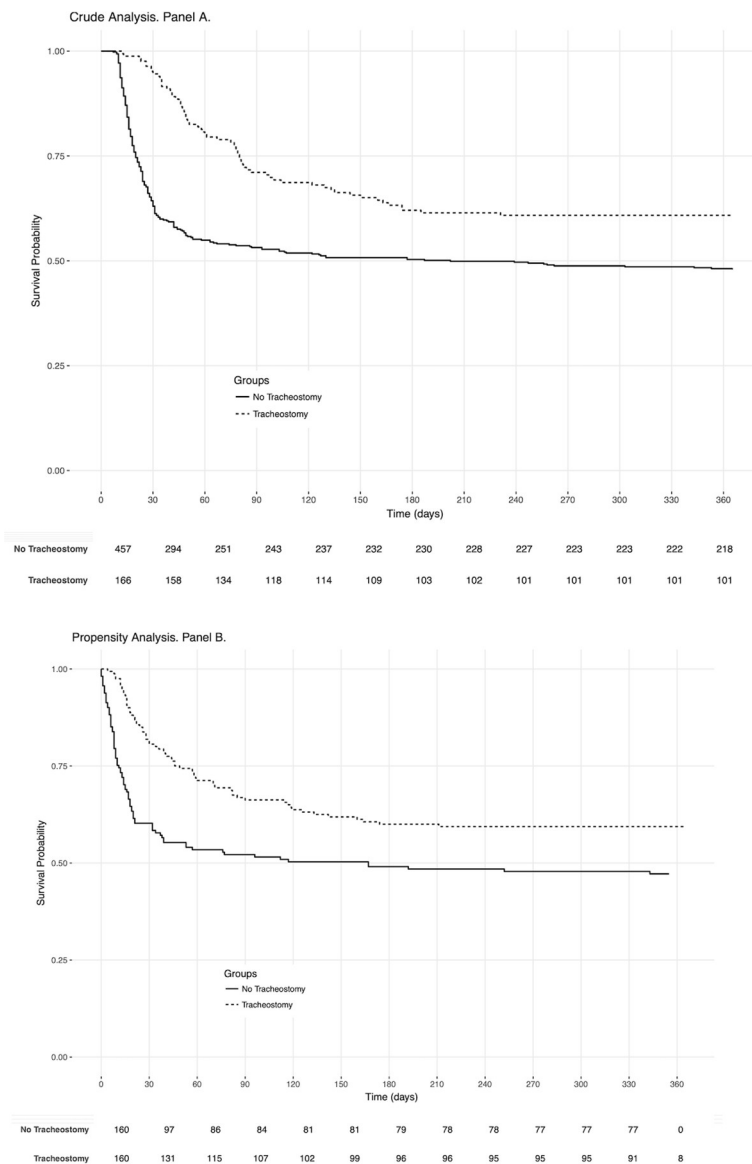 Crude Analysis. Panel A.
1.00
0.75
0.50
0.25
0.00
Survival Probability
Groups
No Tracheostomy
Tracheostomy
0 30 60 90 120 150 180 210 240 270 300 330 360
Time (days)
No Tracheostomy 457 294 251 243 237 232 230 228 227 223 223 222 218
Tracheostomy 166 158 134 118 114 109 103 102 101 101 101 101 101
Propensity Analysis. Panel B.
1.00
0.75
0.50
0.25
0.00
Survival Probability
Groups
No Tracheostomy
Tracheostomy
0 30 60 90 120 150 180 210 240 270 300 330 360
Time (days)
No Tracheostomy 160 97 86 84 81 81 79 78 78 77 77 77 0
Tracheostomy 160 131 115 107 102 99 96 96 95 95 95 91 8